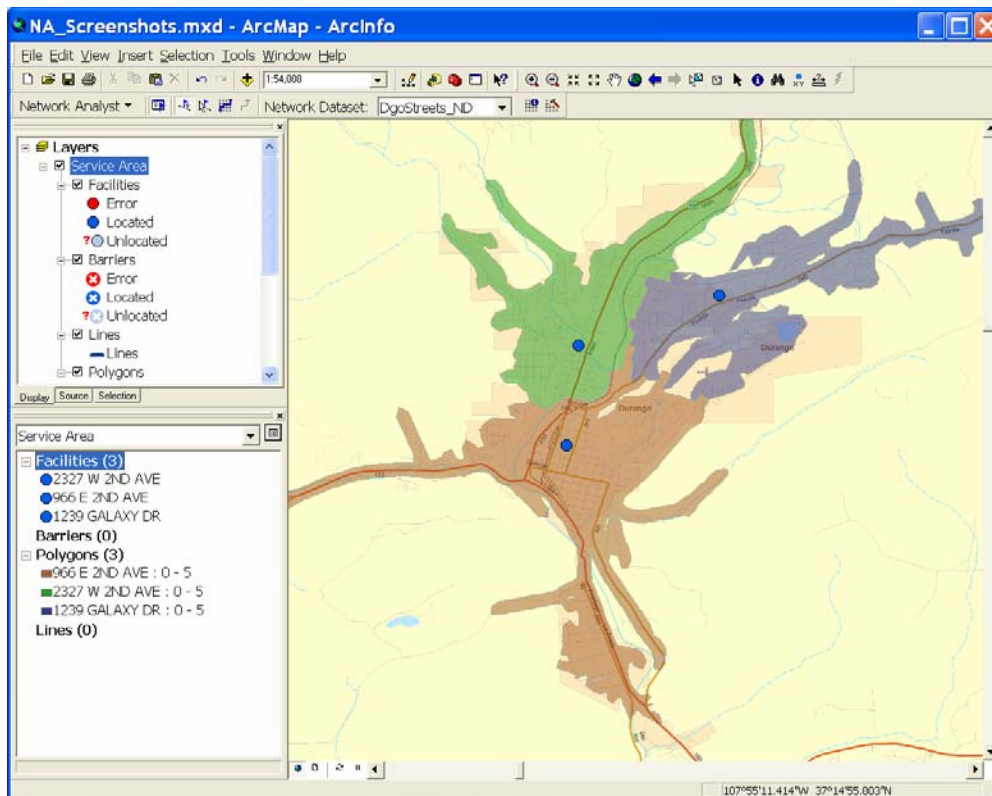 NA_Screenshots.mxd - ArcMap - ArcInfo
File Edit View Insert Selection Tools Window Help
1:54,000
Network Analyst
Network Dataset: DgoStreets_ND
Layers
Service Area
Facilities
Error
Located
? Unlocated
Barriers
Error
Located
? Unlocated
Lines
Lines
Polygons
Display Source Selection
Service Area
Facilities (3)
2327 W 2ND AVE
966 E 2ND AVE
1239 GALAXY DR
Barriers (0)
Polygons (3)
966 E 2ND AVE : 0 - 5
2327 W 2ND AVE : 0 - 5
1239 GALAXY DR : 0 - 5
Lines (0)
Durango
Durango
107°55'11.414"W 37°14'55.803"N